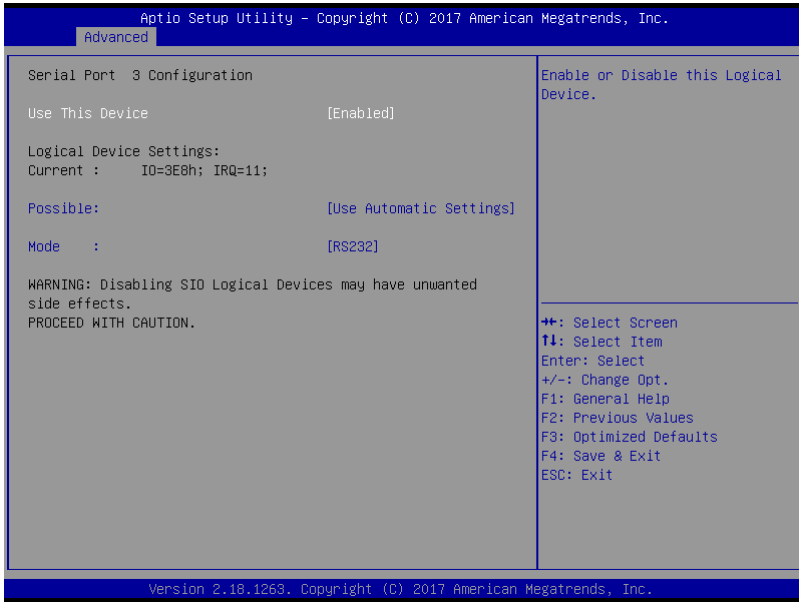 Aptio Setup Utility – Copyright (C) 2017 American Megatrends, Inc.
Advanced
Serial Port 3 Configuration
Use This Device [Enabled]
Logical Device Settings:
Current : IO=3E8h; IRQ=11;
Possible: [Use Automatic Settings]
Mode : [RS232]
WARNING: Disabling SIO Logical Devices may have unwanted
side effects.
PROCEED WITH CAUTION.
Enable or Disable this Logical
Device.
→←: Select Screen
↑↓: Select Item
Enter: Select
+/-: Change Opt.
F1: General Help
F2: Previous Values
F3: Optimized Defaults
F4: Save & Exit
ESC: Exit
Version 2.18.1263. Copyright (C) 2017 American Megatrends, Inc.